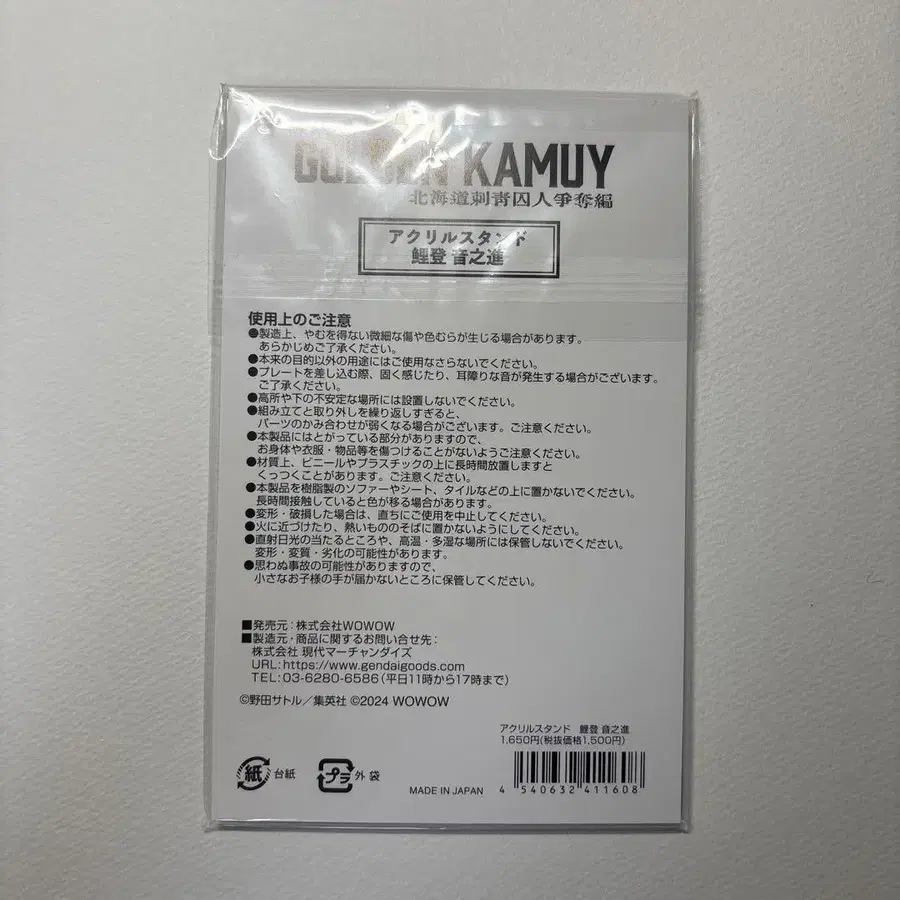 GOLDEN KAMUY
北海道刺青囚人争奪編
アクリルスタンド
鯉登 音之進
使用上のご注意
●製造上、やむを得ない微細な傷や色むらが生じる場合があります。
あらかじめご了承ください。
●本来の目的以外の用途にはご使用なさらないでください。
●プレートを差し込む際、固く感じたり、耳障りな音が発生する場合がございます。
ご了承ください。
●高所や下の不安定な場所には設置しないでください。
●組み立てと取り外しを繰り返しすぎると、
パーツのかみ合わせが弱くなる場合がございます。ご注意ください。
●本製品にはとがっている部分がありますので、
お身体や衣服・物品等を傷つけることがないようご注意ください。
●材質上、ビニールやプラスチックの上に長時間放置しますと
くっつくことがあります。ご注意ください。
●本製品を樹脂製のソファーやシート、タイルなどの上に置かないでください。
長時間接触していると色が移る場合があります。
●変形・破損した場合は、直ちにご使用を中止してください。
●火に近づけたり、熱いもののそばに置かないようにしてください。
●直射日光の当たるところや、高温・多湿な場所には保管しないでください。
変形・変質・劣化の可能性があります。
●思わぬ事故の可能性がありますので、
小さなお子様の手が届かないところに保管してください。
■発売元：株式会社WOWOW
■製造元・商品に関するお問い合せ先：
株式会社 現代マーチャンダイズ
URL:https://www.gendaigoods.com
TEL:03-6280-6586(平日11時から17時まで)
©野田サトル／集英社 ©2024 WOWOW
アクリルスタンド 鯉登 音之進
1,650円(税抜価格1,500円)
紙 台紙 プラ 外袋
MADE IN JAPAN 4 540632 411608